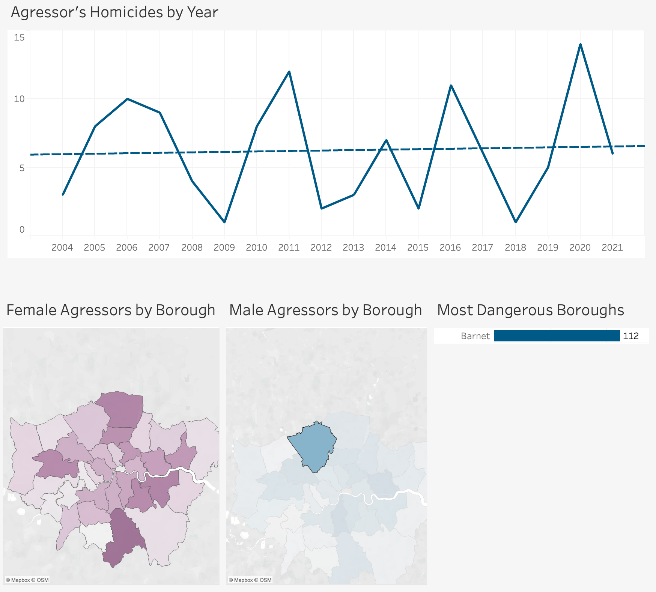 Agressor's Homicides by Year
15
10
5
0
2004 2005 2006 2007 2008 2009 2010 2011 2012 2013 2014 2015 2016 2017 2018 2019 2020 2021
Female Agressors by Borough
Male Agressors by Borough
Most Dangerous Boroughs
Barnet 112
© Mapbox © OSM
© Mapbox © OSM